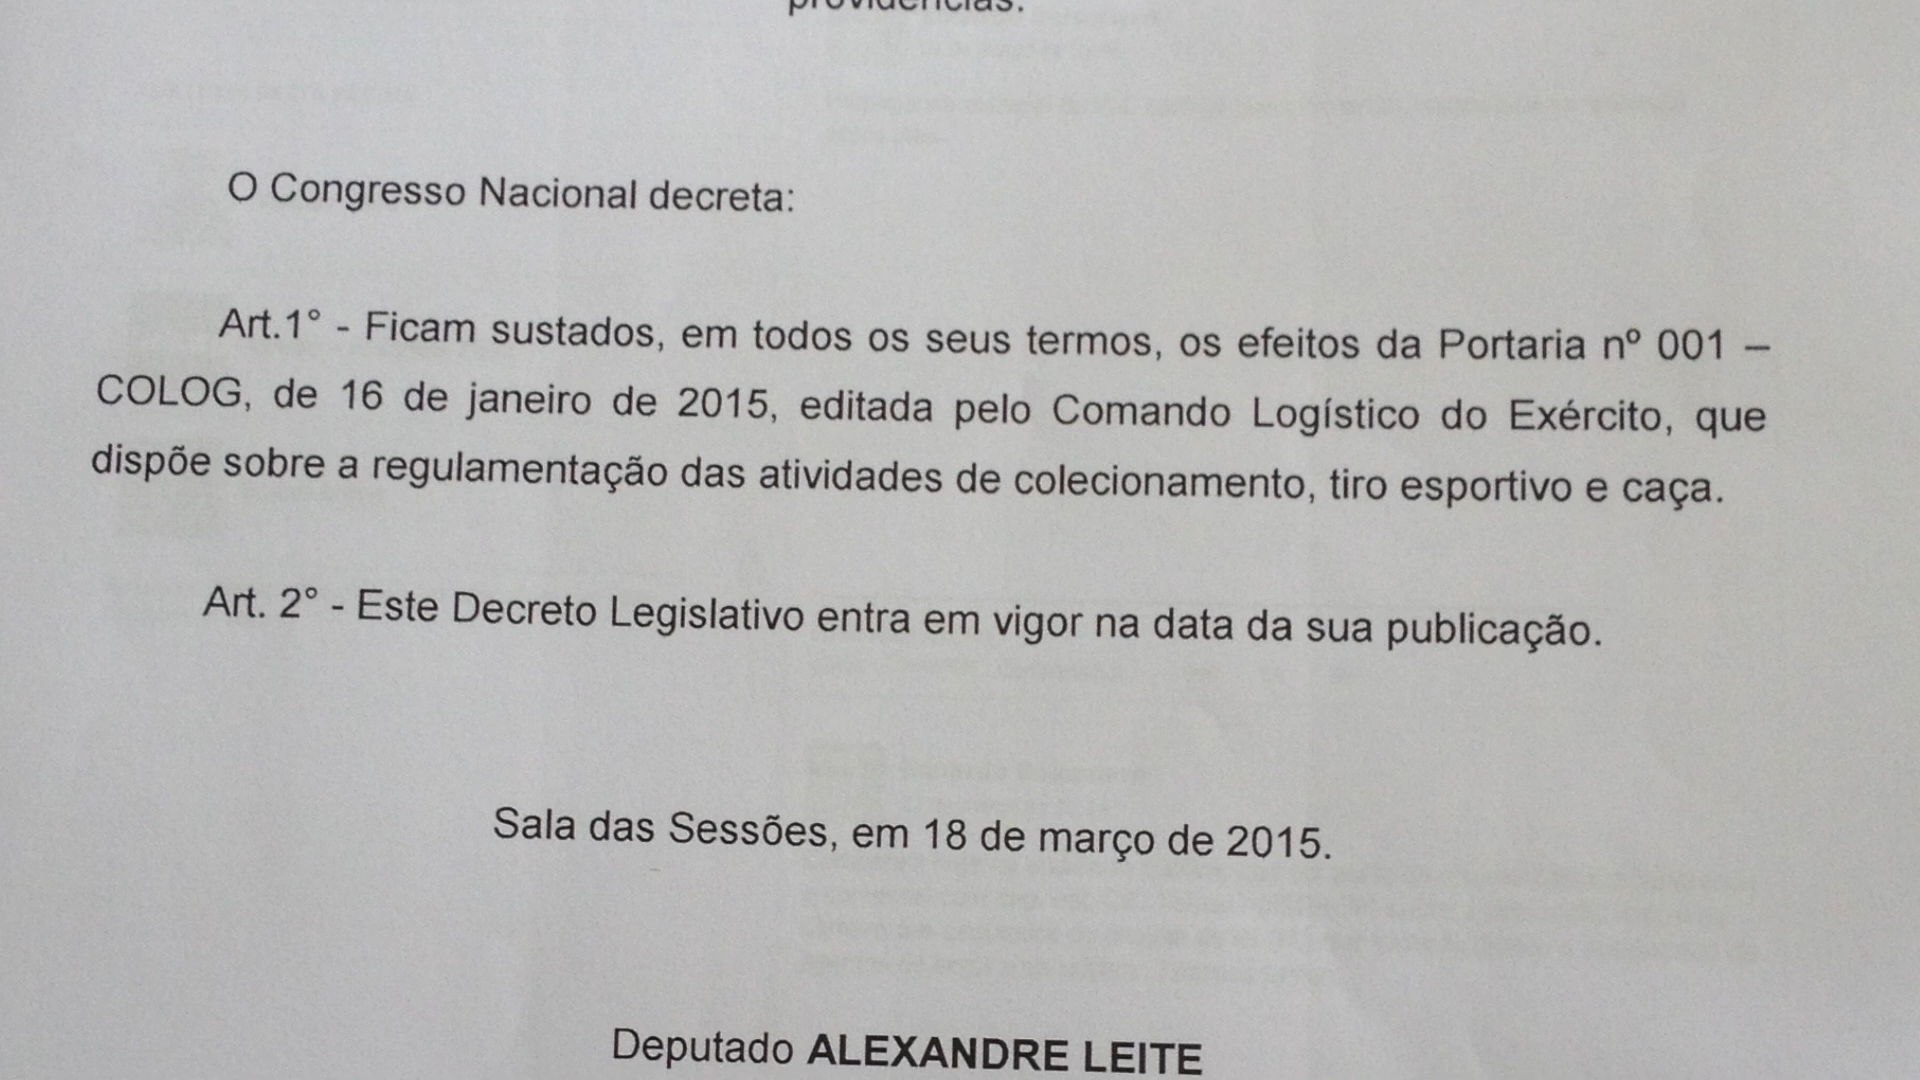 providências.
O Congresso Nacional decreta:
Art.1° - Ficam sustados, em todos os seus termos, os efeitos da Portaria nº 001 –
COLOG, de 16 de janeiro de 2015, editada pelo Comando Logístico do Exército, que
dispõe sobre a regulamentação das atividades de colecionamento, tiro esportivo e caça.
Art. 2° - Este Decreto Legislativo entra em vigor na data da sua publicação.
Sala das Sessões, em 18 de março de 2015.
Deputado ALEXANDRE LEITE